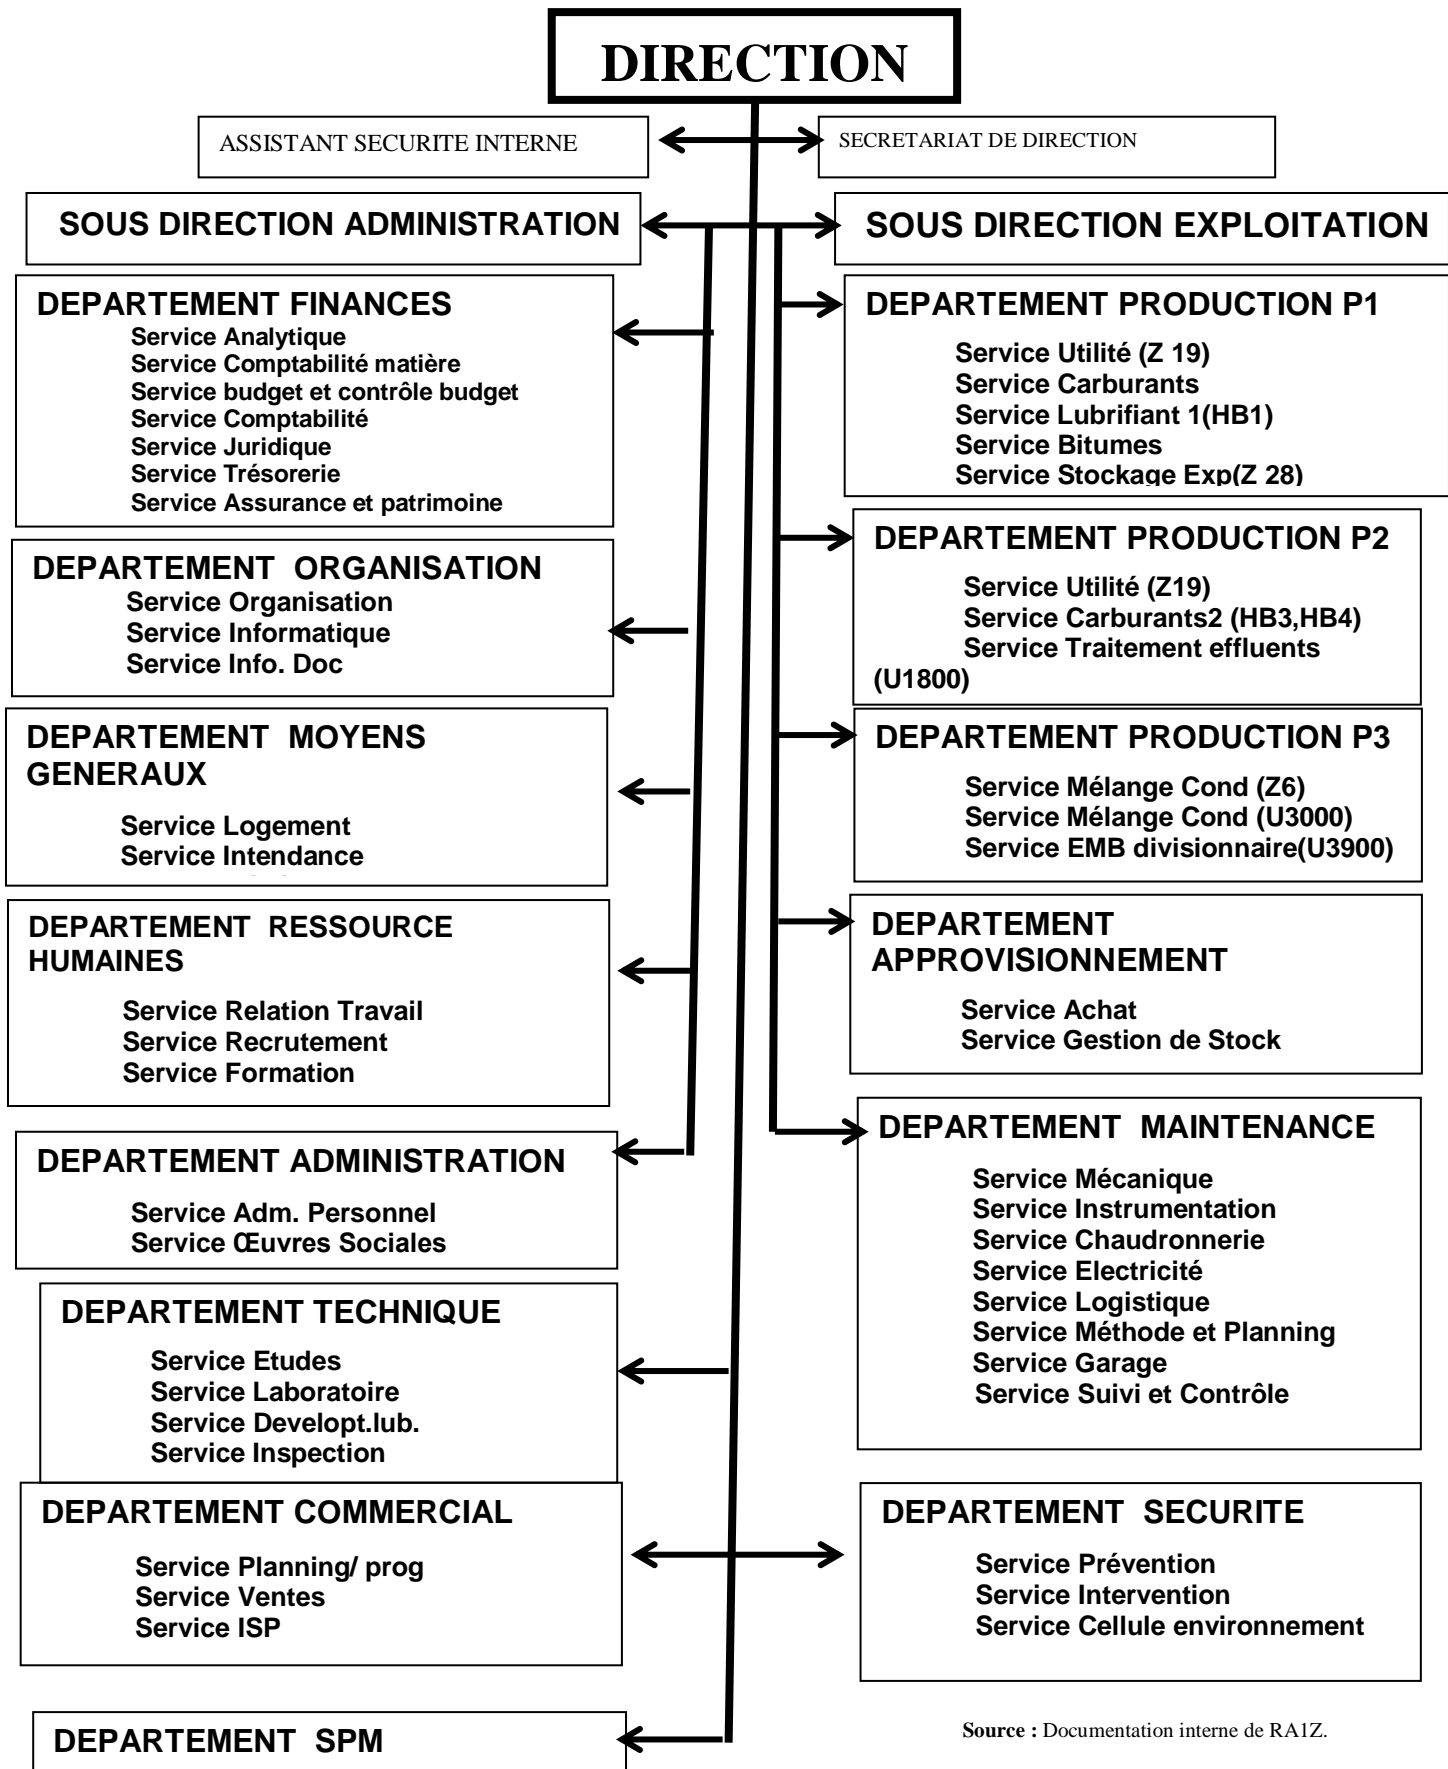 DIRECTION
ASSISTANT SECURITE INTERNE
SECRETARIAT DE DIRECTION
SOUS DIRECTION ADMINISTRATION
SOUS DIRECTION EXPLOITATION
DEPARTEMENT FINANCES
Service Analytique
Service Comptabilité matière
Service budget et contrôle budget
Service Comptabilité
Service Juridique
Service Trésorerie
Service Assurance et patrimoine
DEPARTEMENT ORGANISATION
Service Organisation
Service Informatique
Service Info. Doc
DEPARTEMENT MOYENS
GENERAUX
Service Logement
Service Intendance
DEPARTEMENT RESSOURCE
HUMAINES
Service Relation Travail
Service Recrutement
Service Formation
DEPARTEMENT ADMINISTRATION
Service Adm. Personnel
Service Œuvres Sociales
DEPARTEMENT TECHNIQUE
Service Etudes
Service Laboratoire
Service Developt.lub.
Service Inspection
DEPARTEMENT COMMERCIAL
Service Planning/ prog
Service Ventes
Service ISP
DEPARTEMENT SPM
DEPARTEMENT PRODUCTION P1
Service Utilité (Z 19)
Service Carburants
Service Lubrifiant 1(HB1)
Service Bitumes
Service Stockage Exp(Z 28)
DEPARTEMENT PRODUCTION P2
Service Utilité (Z19)
Service Carburants2 (HB3,HB4)
Service Traitement effluents
(U1800)
DEPARTEMENT PRODUCTION P3
Service Mélange Cond (Z6)
Service Mélange Cond (U3000)
Service EMB divisionnaire(U3900)
DEPARTEMENT
APPROVISIONNEMENT
Service Achat
Service Gestion de Stock
DEPARTEMENT MAINTENANCE
Service Mécanique
Service Instrumentation
Service Chaudronnerie
Service Electricité
Service Logistique
Service Méthode et Planning
Service Garage
Service Suivi et Contrôle
DEPARTEMENT SECURITE
Service Prévention
Service Intervention
Service Cellule environnement
Source : Documentation interne de RA1Z.